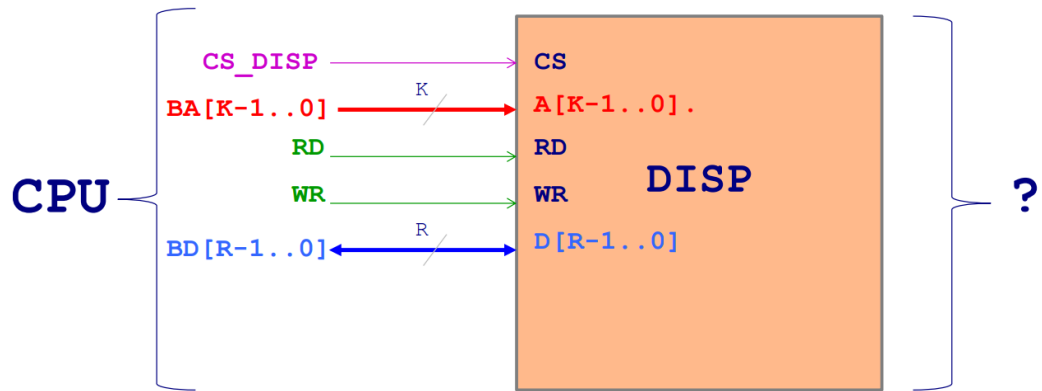 CPU
CS_DISP
BA[K-1..0]
RD
WR
BD[R-1..0]
K
R
CS
A[K-1..0].
RD
WR
D[R-1..0]
DISP
?